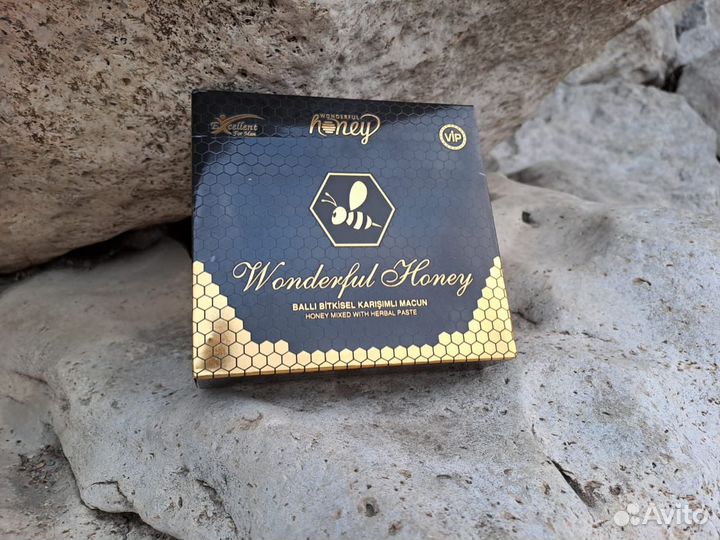 Excellent
For Men
WONDERFUL
honey
VIP
Wonderful Honey
BALLI BİTKİSEL KARIŞIMLI MACUN
HONEY MIXED WITH HERBAL PASTE
Avito